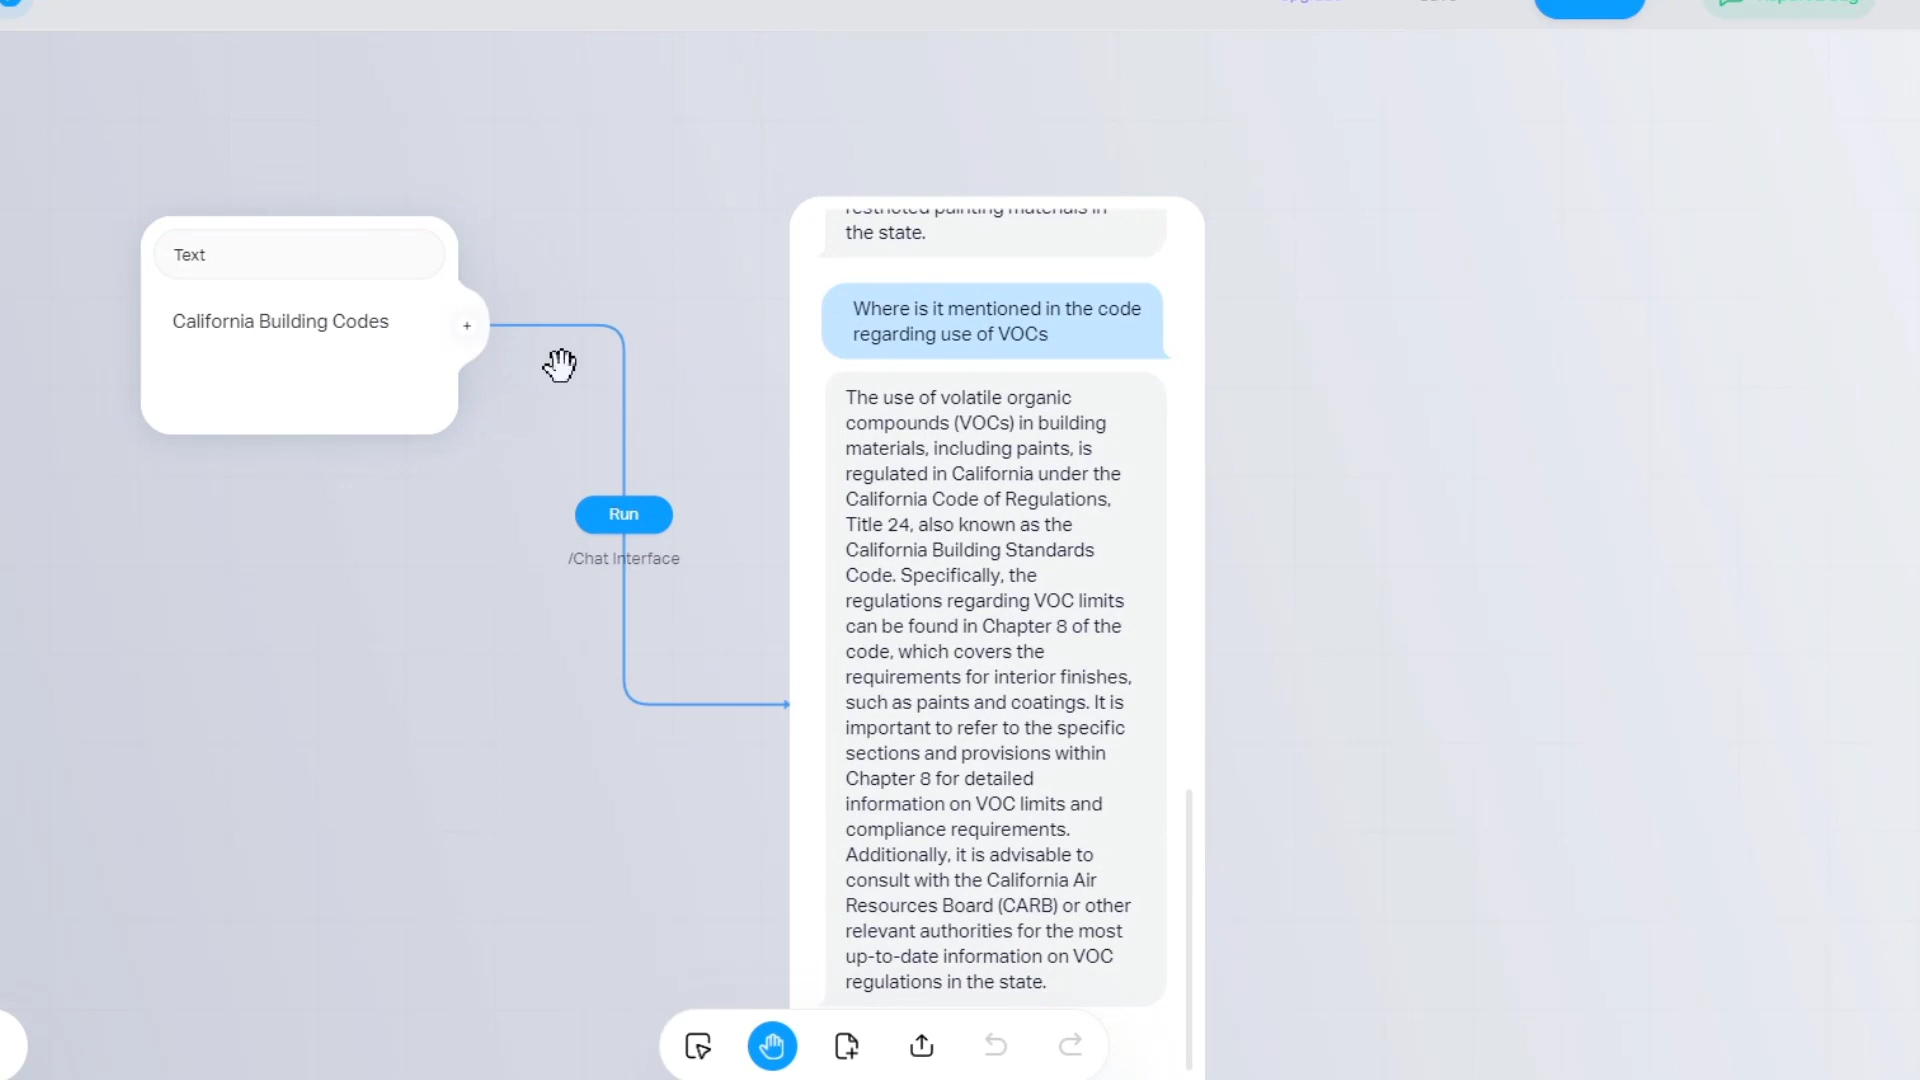 Text
California Building Codes
+
Run
/Chat Interface
restricted painting materials in
the state.
Where is it mentioned in the code
regarding use of VOCs
The use of volatile organic
compounds (VOCs) in building
materials, including paints, is
regulated in California under the
California Code of Regulations,
Title 24, also known as the
California Building Standards
Code. Specifically, the
regulations regarding VOC limits
can be found in Chapter 8 of the
code, which covers the
requirements for interior finishes,
such as paints and coatings. It is
important to refer to the specific
sections and provisions within
Chapter 8 for detailed
information on VOC limits and
compliance requirements.
Additionally, it is advisable to
consult with the California Air
Resources Board (CARB) or other
relevant authorities for the most
up-to-date information on VOC
regulations in the state.